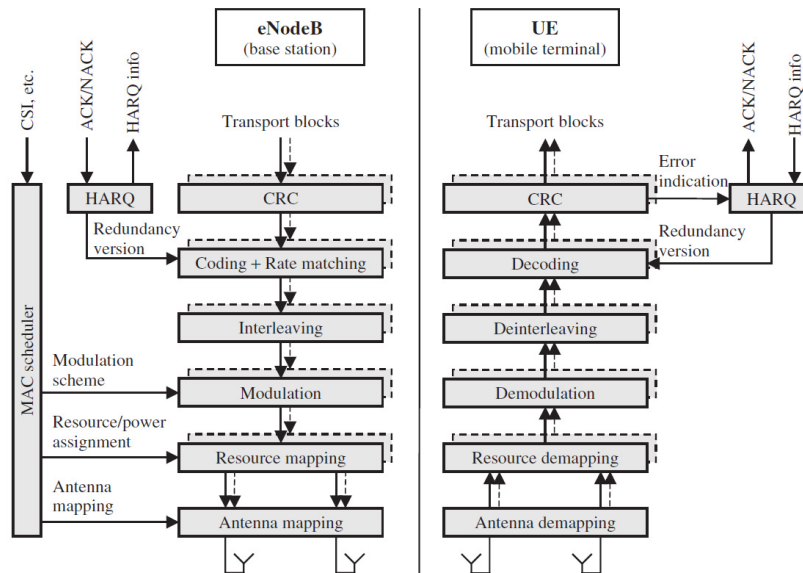 eNodeB
(base station)
UE
(mobile terminal)
CSI, etc.
ACK/NACK
HARQ info
Transport blocks
Transport blocks
ACK/NACK
HARQ info
Error
indication
HARQ
CRC
CRC
HARQ
Redundancy
version
Redundancy
version
Coding + Rate matching
Decoding
Interleaving
Deinterleaving
MAC scheduler
Modulation
scheme
Modulation
Demodulation
Resource/power
assignment
Resource mapping
Resource demapping
Antenna
mapping
Antenna mapping
Antenna demapping